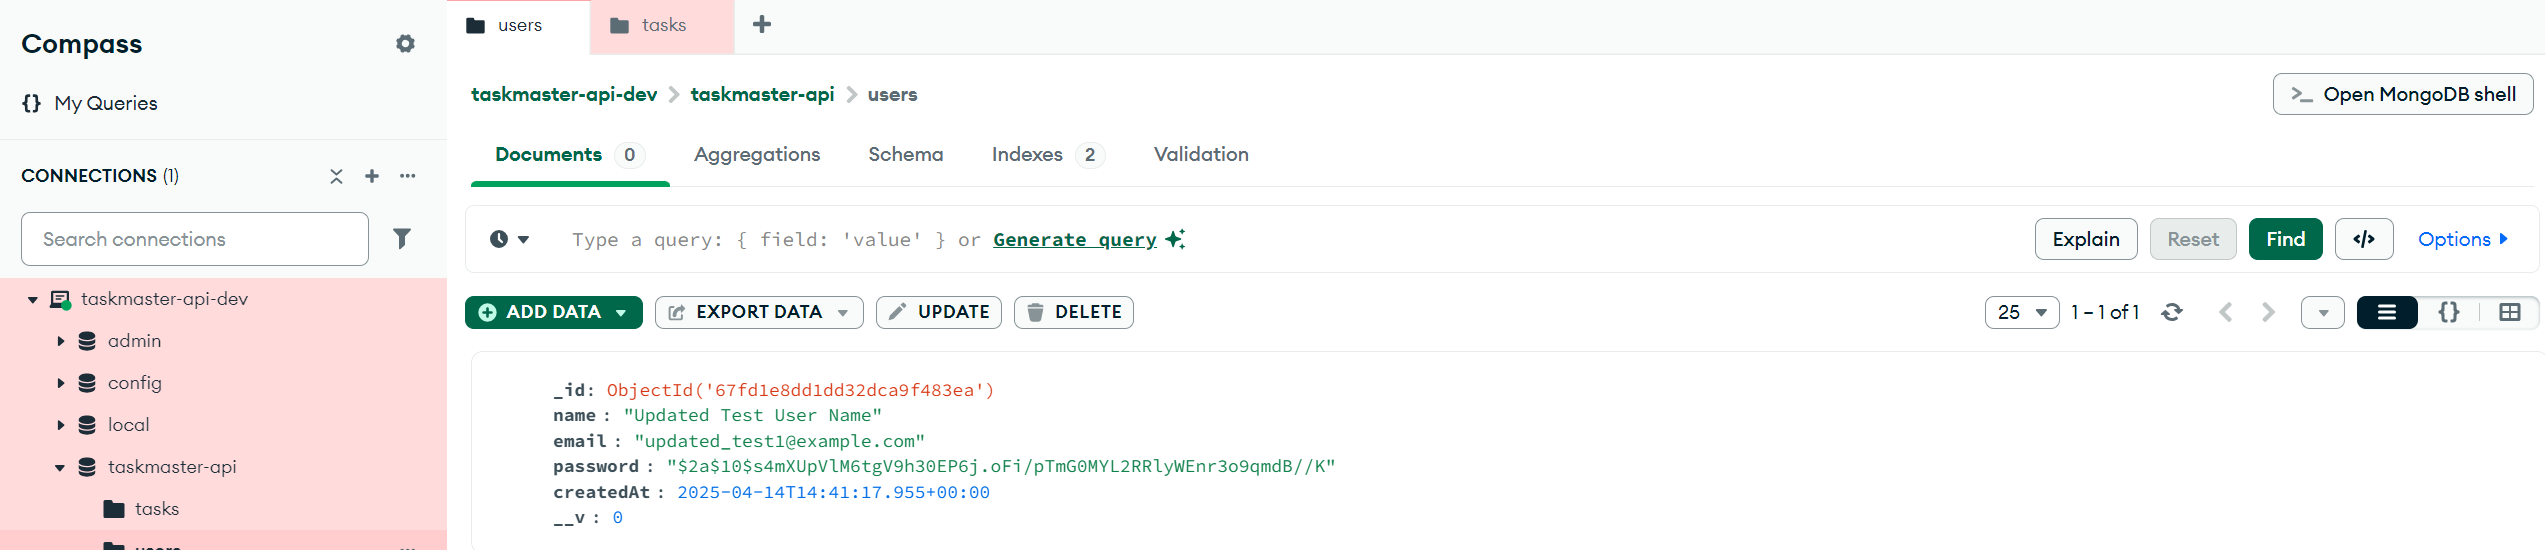 Compass
My Queries
CONNECTIONS (1)
Search connections
taskmaster-api-dev
admin
config
local
taskmaster-api
tasks
users
users
tasks
taskmaster-api-dev > taskmaster-api > users
>_ Open MongoDB shell
Documents 0 Aggregations Schema Indexes 2 Validation
Type a query: { field: 'value' } or Generate query
Explain Reset Find </> Options
ADD DATA EXPORT DATA UPDATE DELETE
25 1 – 1 of 1
_id: ObjectId('67fd1e8dd1dd32dca9f483ea')
name : "Updated Test User Name"
email : "updated_test1@example.com"
password : "$2a$10$s4mXUpVlM6tgV9h30EP6j.oFi/pTmG0MYL2RRlyWEnr3o9qmdB//K"
createdAt : 2025-04-14T14:41:17.955+00:00
__v : 0